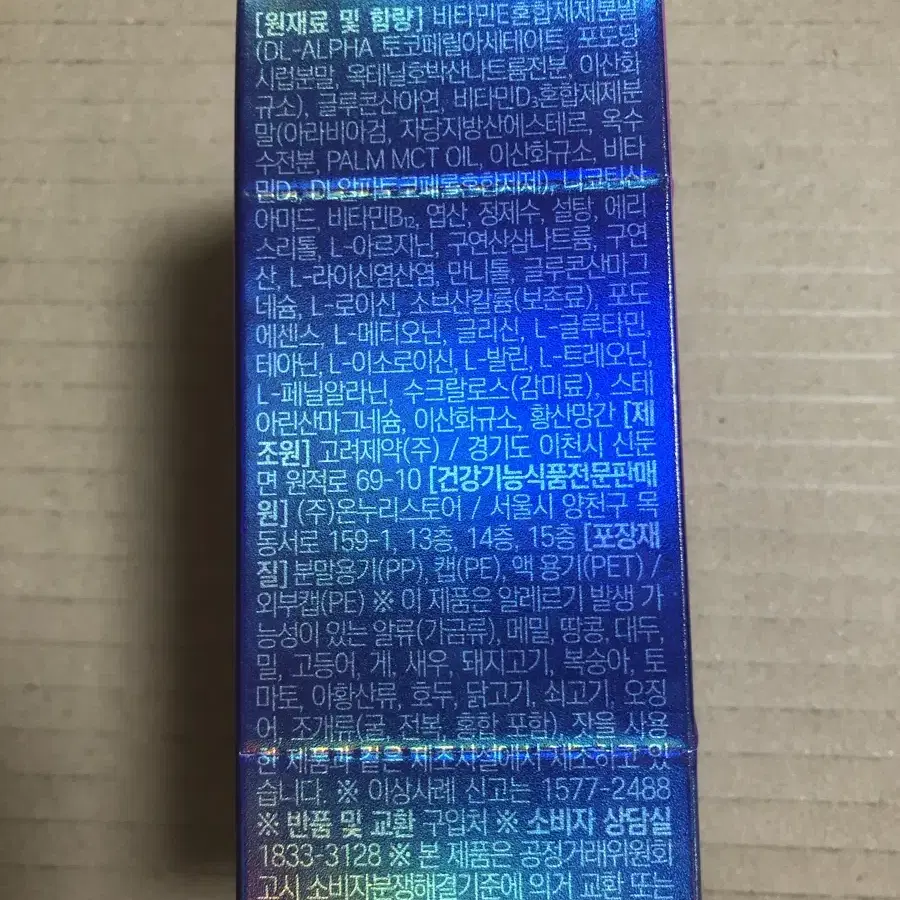 [원재료 및 함량] 비타민E혼합제제분말
(DL-ALPHA 토코페릴아세테이트, 포도당
시럽분말, 옥테닐호박산나트륨전분, 이산화
규소), 글루콘산아연, 비타민D₃혼합제제분
말(아라비아검, 자당지방산에스테르, 옥수
수전분, PALM MCT OIL, 이산화규소, 비타
민D₃, DL알파토코페롤혼합제제), 니코틴산
아미드, 비타민B₁₂, 엽산, 정제수, 설탕, 에리
스리톨, L-아르지닌, 구연산삼나트륨, 구연
산, L-라이신염산염, 만니톨, 글루콘산마그
네슘, L-로이신, 소브산칼륨(보존료), 포도
에센스, L-메티오닌, 글리신, L-글루타민,
테아닌, L-이소로이신, L-발린, L-트레오닌,
L-페닐알라닌, 수크랄로스(감미료), 스테
아린산마그네슘, 이산화규소, 황산망간 [제
조원] 고려제약(주) / 경기도 이천시 신둔
면 원적로 69-10 [건강기능식품전문판매
원] (주)온누리스토어 / 서울시 양천구 목
동서로 159-1, 13층, 14층, 15층 [포장재
질] 분말용기(PP), 캡(PE), 액 용기(PET) /
외부캡(PE) ※ 이 제품은 알레르기 발생 가
능성이 있는 알류(가금류), 메밀, 땅콩, 대두,
밀, 고등어, 게, 새우, 돼지고기, 복숭아, 토
마토, 아황산류, 호두, 닭고기, 쇠고기, 오징
어, 조개류(굴, 전복, 홍합 포함), 잣을 사용
한 제품과 같은 제조시설에서 제조하고 있
습니다. ※ 이상사례 신고는 1577-2488
※ 반품 및 교환 구입처 ※ 소비자 상담실
1833-3128 ※ 본 제품은 공정거래위원회
고시 소비자분쟁해결기준에 의거 교환 또는